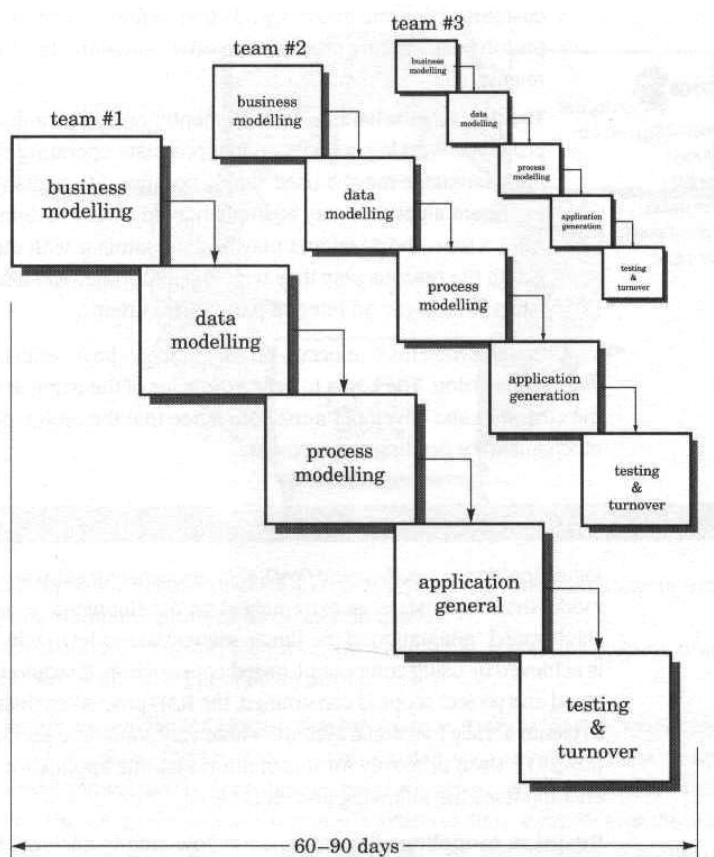 team #1
business
modelling
data
modelling
process
modelling
application
general
testing
&
turnover
team #2
business
modelling
data
modelling
process
modelling
application
generation
testing
&
turnover
team #3
business
modelling
data
modelling
process
modelling
application
generation
testing
&
turnover
60–90 days